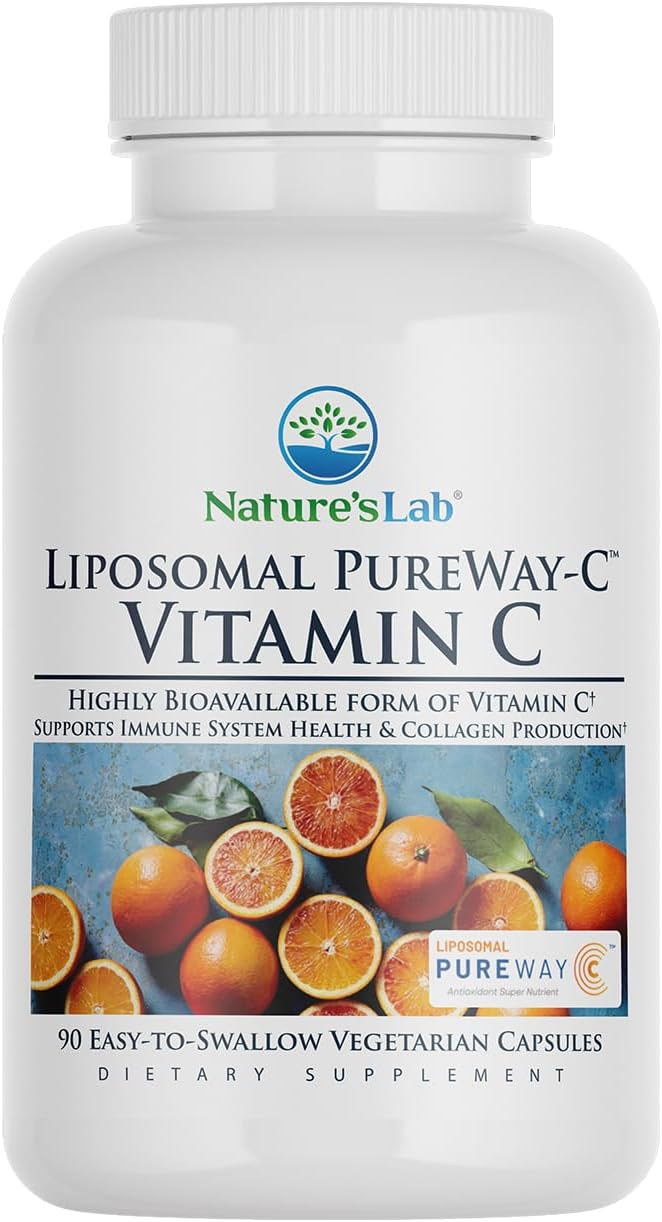 Nature'sLab®
LIPOSOMAL PUREWAY-C™
VITAMIN C
HIGHLY BIOAVAILABLE FORM OF VITAMIN C†
SUPPORTS IMMUNE SYSTEM HEALTH & COLLAGEN PRODUCTION†
LIPOSOMAL
PUREWAY C™
Antioxidant Super Nutrient
90 EASY-TO-SWALLOW VEGETARIAN CAPSULES
DIETARY SUPPLEMENT